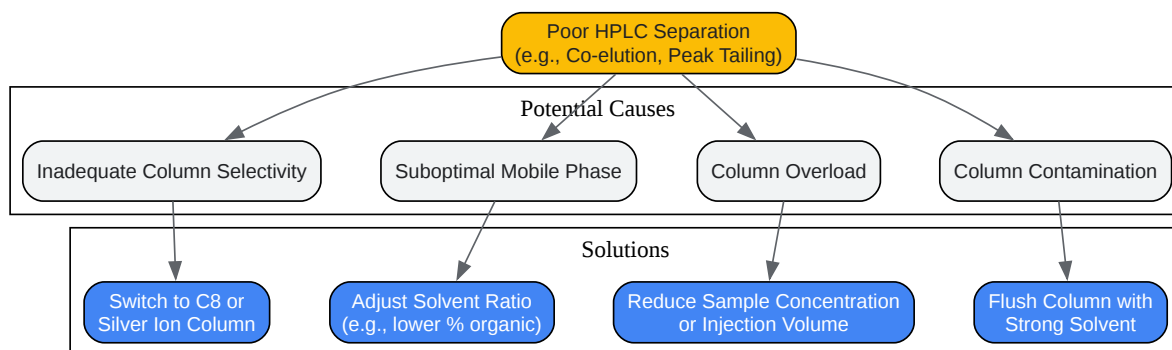 Poor HPLC Separation
(e.g., Co-elution, Peak Tailing)
Potential Causes
Inadequate Column Selectivity
Suboptimal Mobile Phase
Column Overload
Column Contamination
Solutions
Switch to C8 or
Silver Ion Column
Adjust Solvent Ratio
(e.g., lower % organic)
Reduce Sample Concentration
or Injection Volume
Flush Column with
Strong Solvent